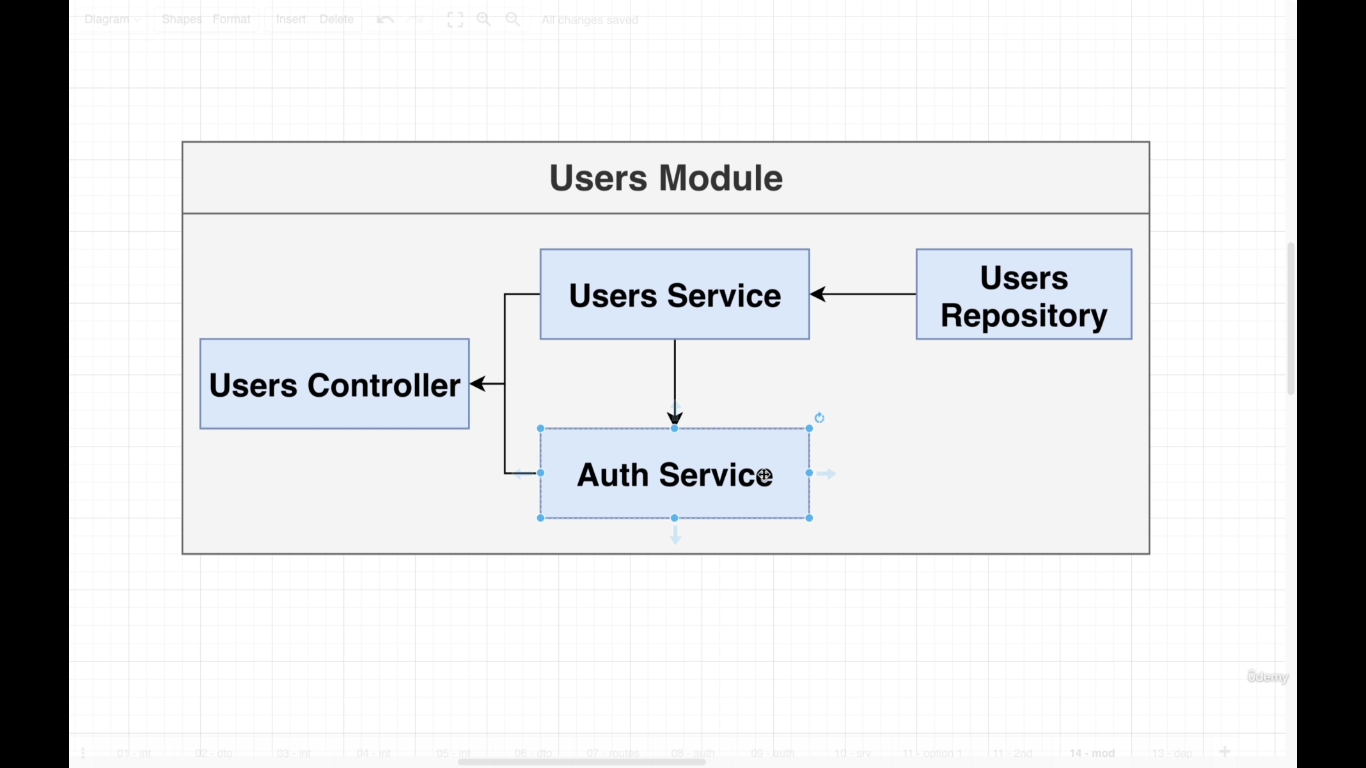 Diagram Shapes Format Insert Delete All changes saved
Users Module
Users Service
Users
Repository
Users Controller
Auth Service
ûdemy
01 - int 02 - dto 03 - int 04 - int 05 - int 06 - dto 07 - routes 08 - auth 09 - auth 10 - srv 11 - option 1 11 - 2nd 14 - mod 13 - dep